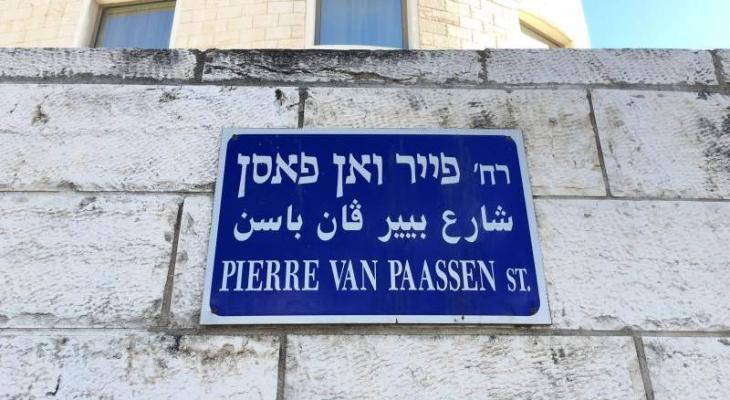 רח' פייר ואן פאסן
شارع بيير ڤان باسن
PIERRE VAN PAASSEN ST.